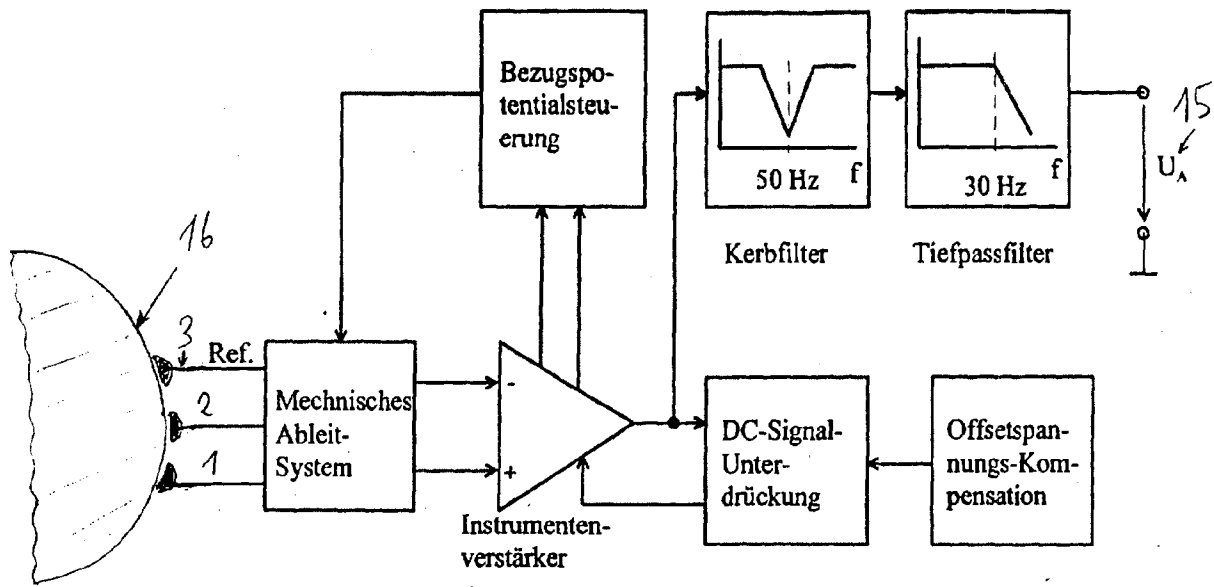 Bezugspo-
tentialsteu-
erung
50 Hz f
30 Hz f
15
U_A
Kerbfilter
Tiefpassfilter
16
3
Ref.
2
1
Mechnisches
Ableit-
System
-
+
Instrumenten-
verstärker
DC-Signal-
Unter-
drückung
Offsetspan-
nungs-Kom-
pensation